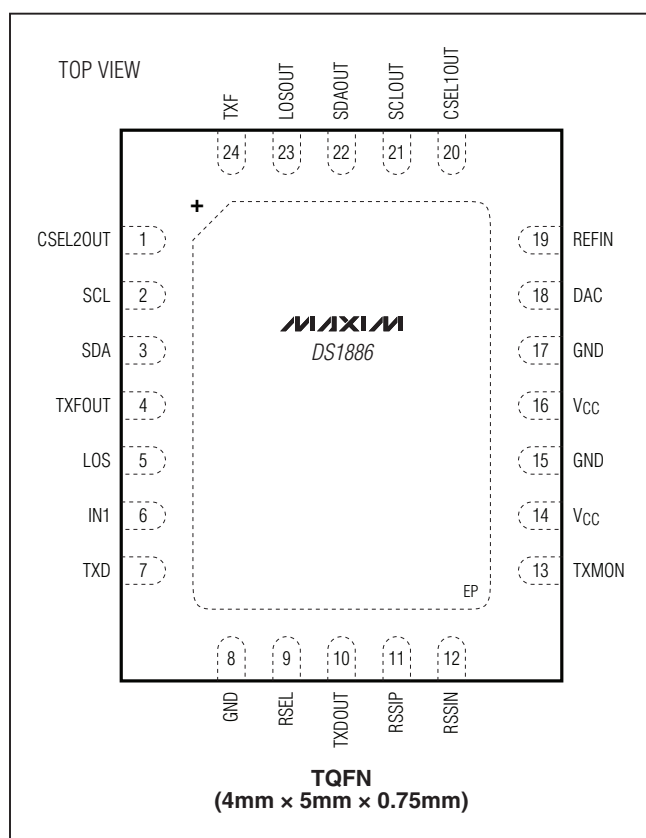 TOP VIEW
TXF
LOSOUT
SDAOUT
SCLOUT
CSEL1OUT
24 23 22 21 20
+
CSEL2OUT 1
SCL 2
SDA 3
TXFOUT 4
LOS 5
IN1 6
TXD 7
MAXIM
DS1886
19 REFIN
18 DAC
17 GND
16 VCC
15 GND
14 VCC
13 TXMON
EP
8 9 10 11 12
GND
RSEL
TXDOUT
RSSIP
RSSIN
TQFN
(4mm × 5mm × 0.75mm)